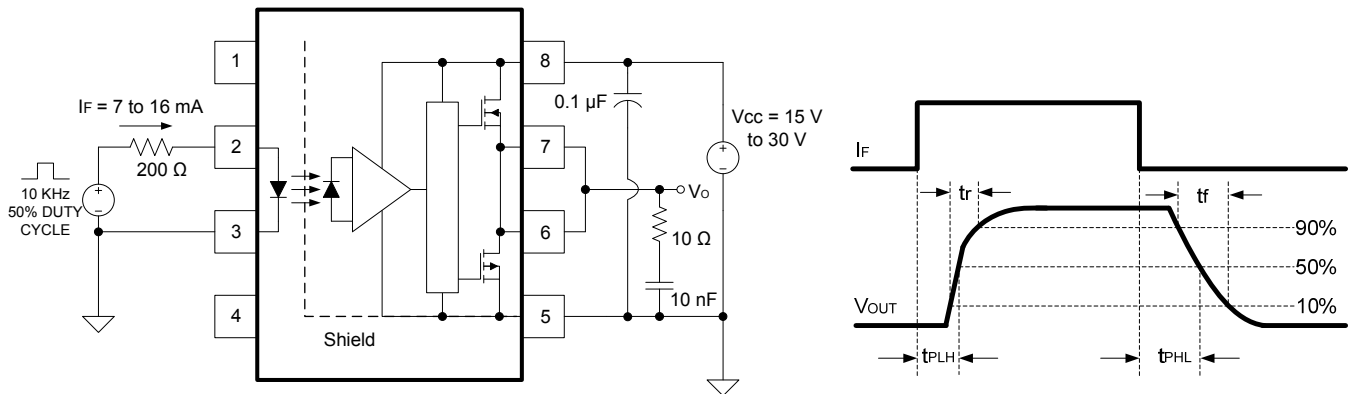 1
8
IF = 7 to 16 mA
0.1 µF
Vcc = 15 V
to 30 V
+
–
2
7
200 Ω
10 KHz
50% DUTY
CYCLE
+
–
VO
3
6
10 Ω
10 nF
4
5
Shield
IF
tr
tf
90%
50%
10%
VOUT
tPLH
tPHL